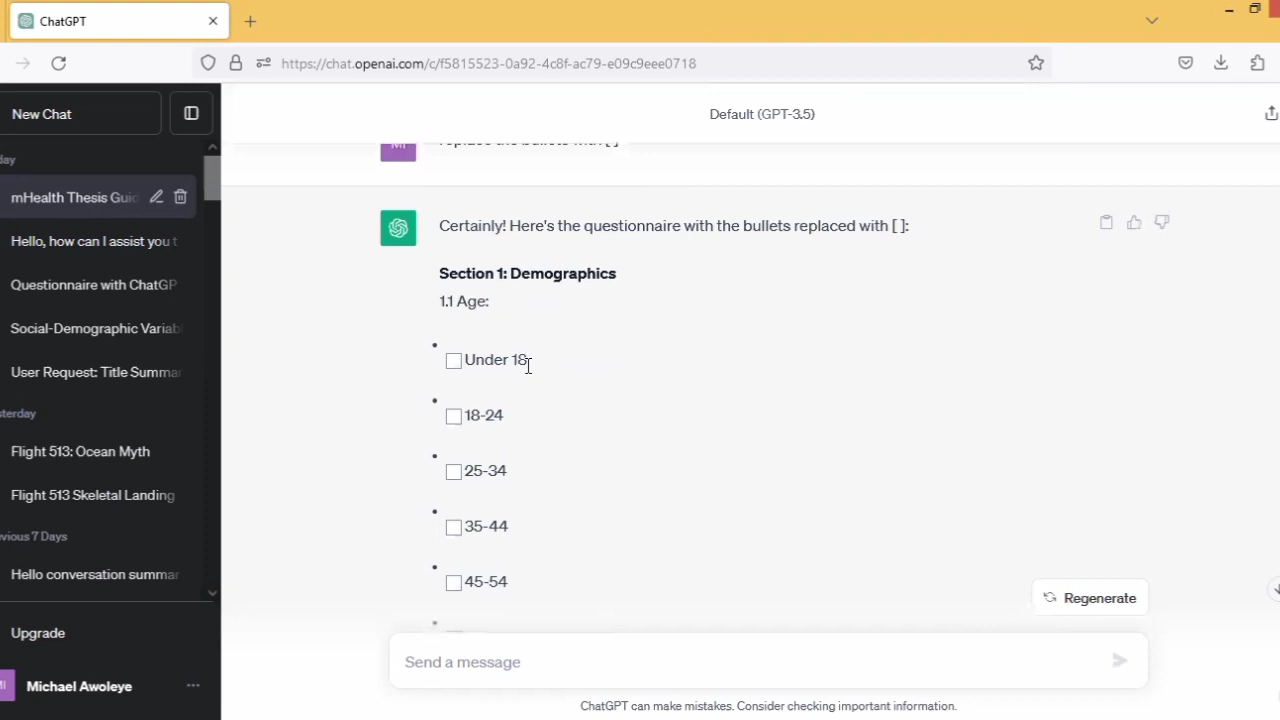 ChatGPT
https://chat.openai.com/c/f5815523-0a92-4c8f-ac79-e09c9eee0718
New Chat
Default (GPT-3.5)
day
replace the bullets with [ ]
MI
mHealth Thesis Guid
Hello, how can I assist you t
Questionnaire with ChatGP
Social-Demographic Variab
User Request: Title Summar
sterday
Flight 513: Ocean Myth
Flight 513 Skeletal Landing
evious 7 Days
Hello conversation summar
Upgrade
MI
Michael Awoleye
Certainly! Here's the questionnaire with the bullets replaced with [ ]:
Section 1: Demographics
1.1 Age:
Under 18
18-24
25-34
35-44
45-54
Regenerate
Send a message
ChatGPT can make mistakes. Consider checking important information.